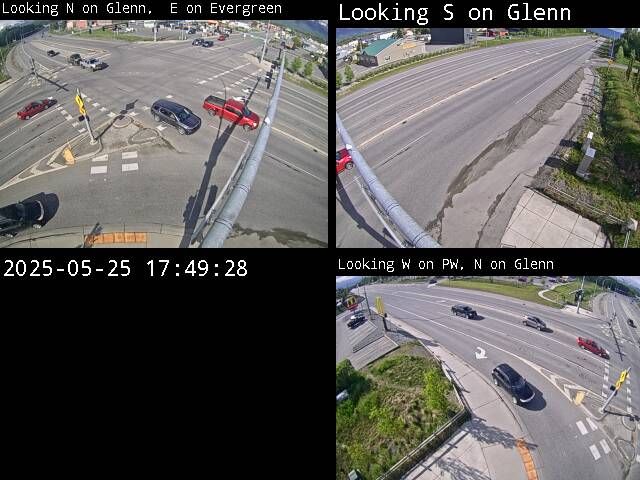 Looking N on Glenn, E on Evergreen
Looking S on Glenn
2025-05-25 17:49:28
Looking W on PW, N on Glenn